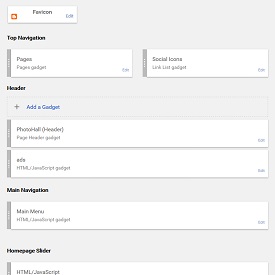 Favicon
Edit
Top Navigation
Pages
Pages gadget
Edit
Social Icons
Link List gadget
Edit
Header
Add a Gadget
PhotoHall (Header)
Page Header gadget
Edit
ads
HTML/JavaScript gadget
Edit
Main Navigation
Main Menu
HTML/JavaScript gadget
Edit
Homepage Slider
HTML/JavaScript